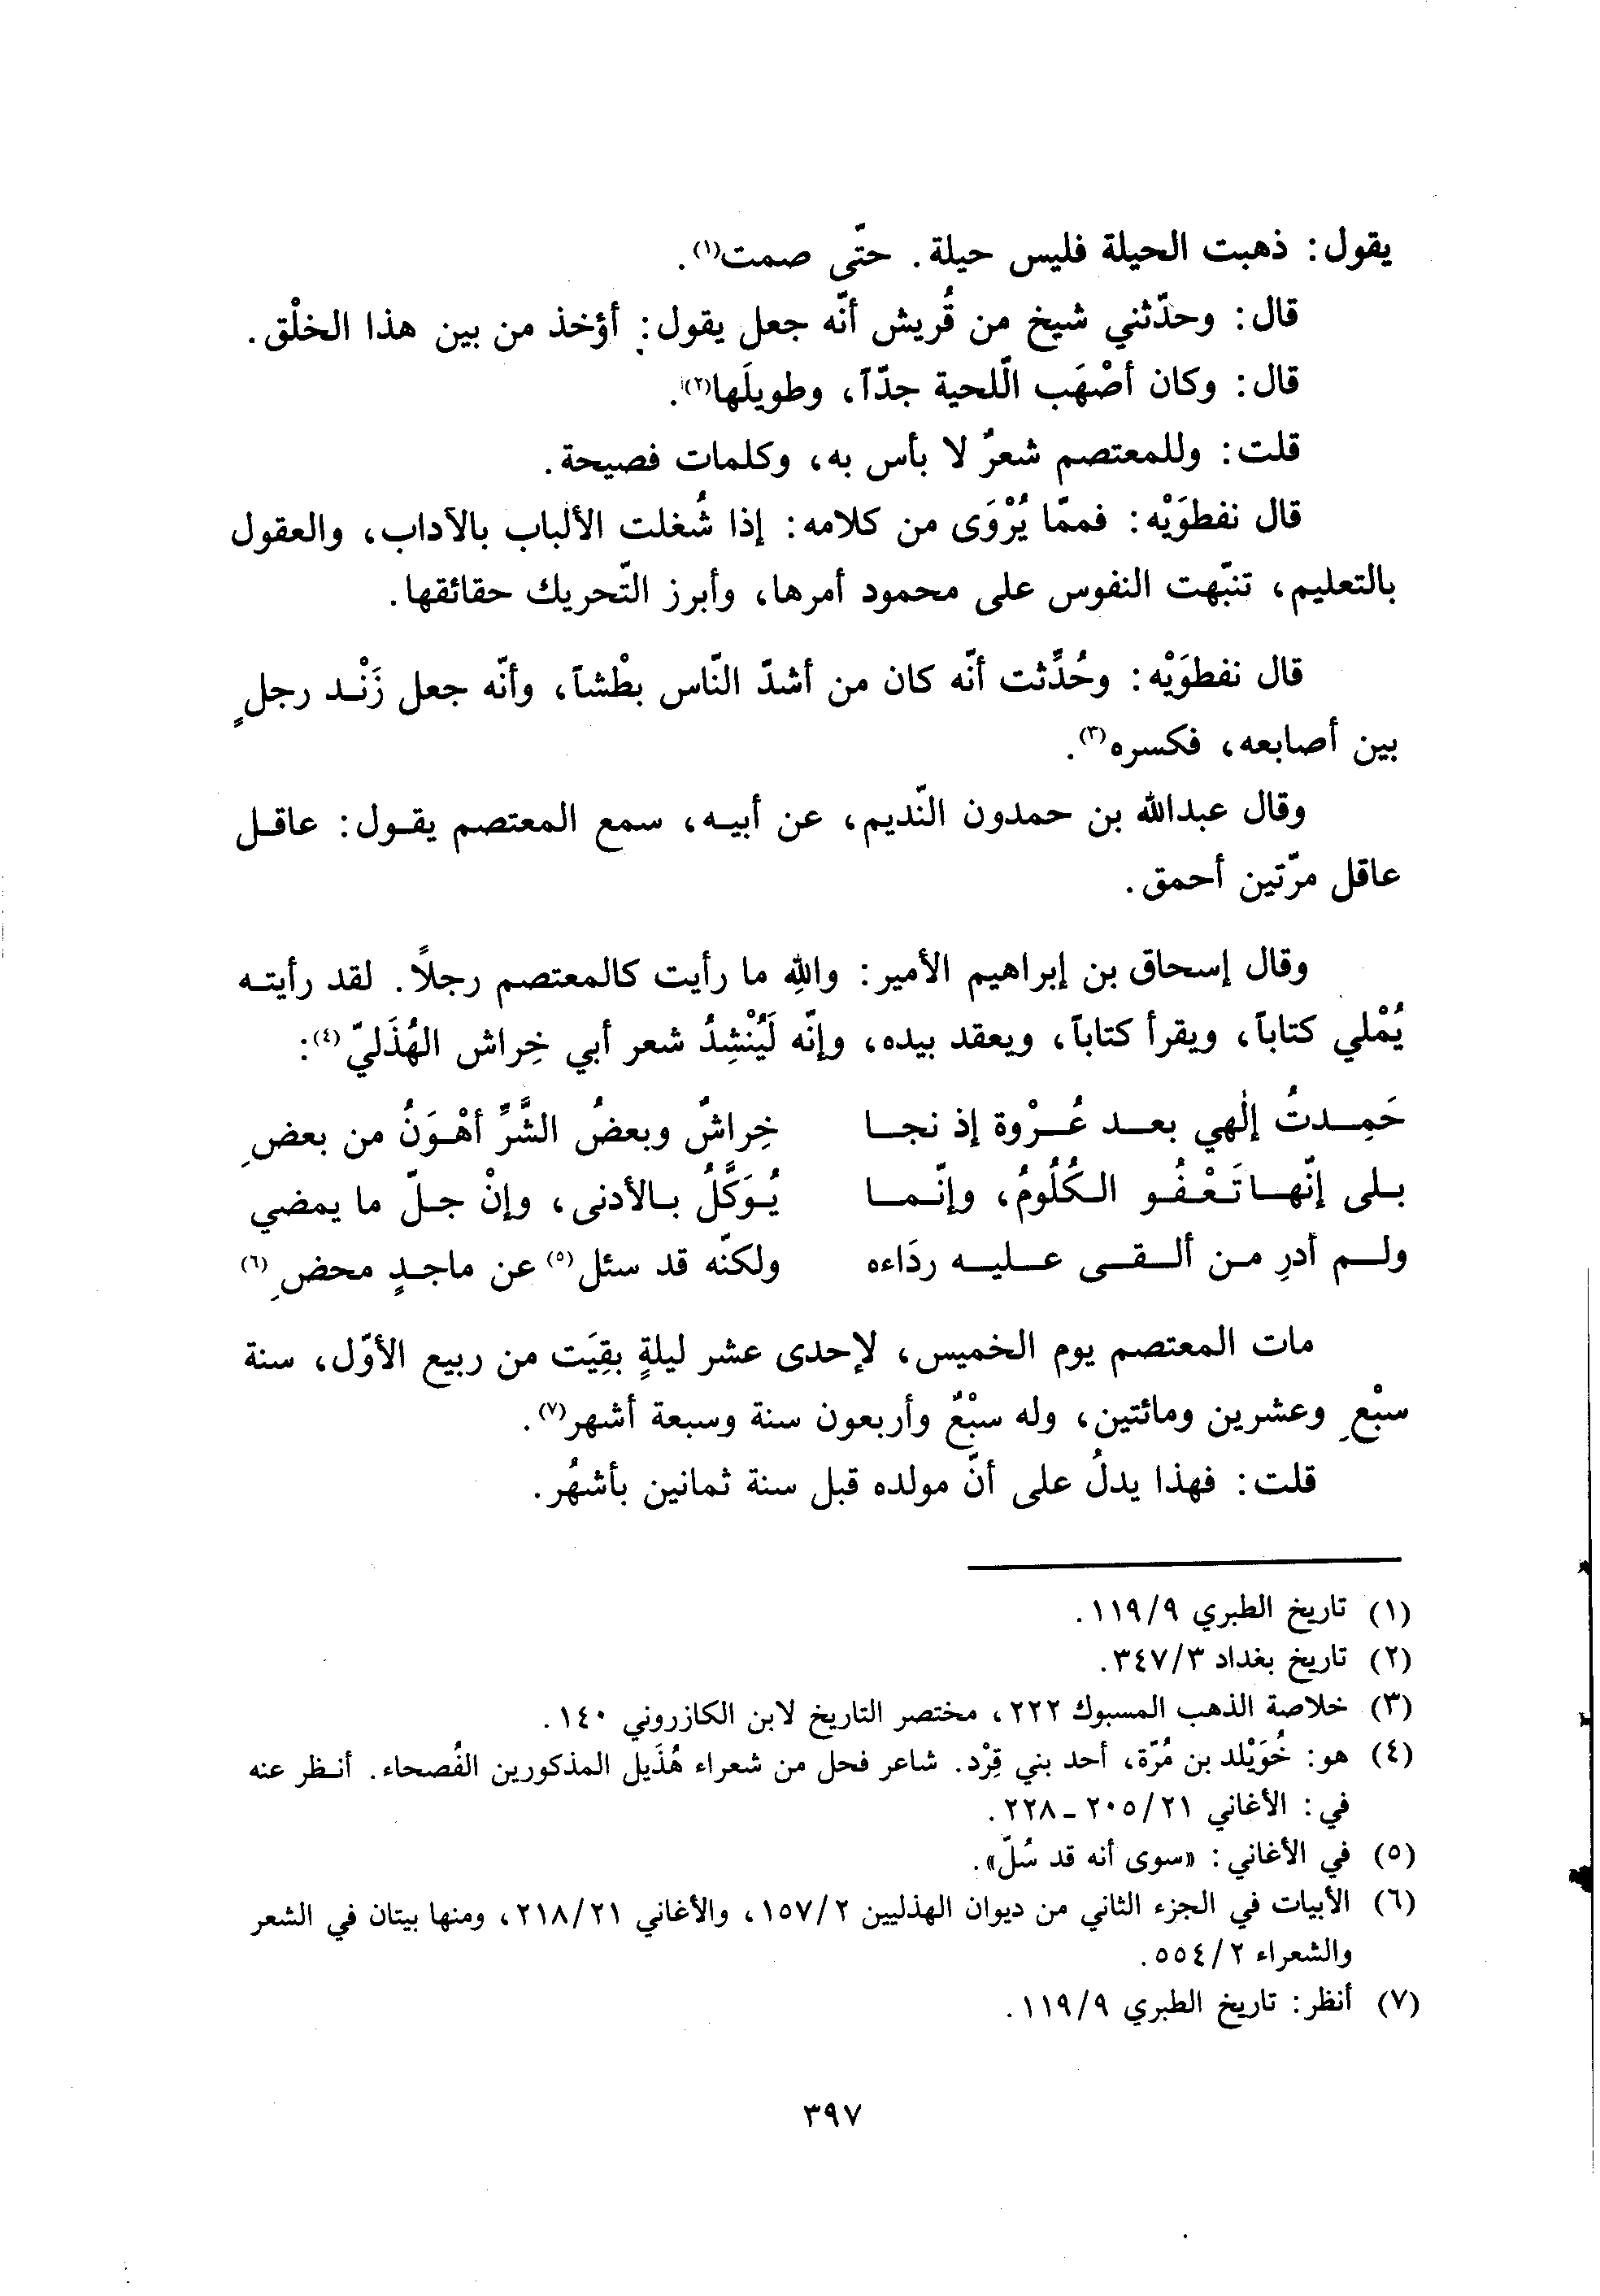 يقول: ذهبت الحيلة فليس حيلة. حتّى صمت(١).
قال: وحدّثني شيخ من قُريش أنّه جعل يقول: أؤخذ من بين هذا الخلْق.
قال: وكان أصْهَب الّلحية جدّاً، وطويلَها(٢).
قلت: وللمعتصم شعرٌ لا بأس به، وكلمات فصيحة.
قال نفطوَيْه: فممّا يُرْوَى من كلامه: إذا شُغلت الألباب بالآداب، والعقول
بالتعليم، تنبّهت النفوس على محمود أمرها، وأبرز التّحريك حقائقها.
قال نفطوَيْه: وحُدِّثت أنّه كان من أشدّ النّاس بطْشاً، وأنّه جعل زَنْد رجلٍ
بين أصابعه، فكسره(٣).
وقال عبدالله بن حمدون النّديم، عن أبيه، سمع المعتصم يقول: عاقل
عاقل مرّتين أحمق.
وقال إسحاق بن إبراهيم الأمير: واللهِ ما رأيت كالمعتصم رجلاً. لقد رأيته
يُمْلي كتاباً، ويقرأ كتاباً، ويعقد بيده، وإنّه لَيُنْشِدُ شعر أبي خِراش الهُذَليّ(٤):
حَمِدتُ إلٰهي بعد عُرْوة إذ نجا خِراشٌ وبعضُ الشَّرِّ أهْوَنُ من بعضِ
بلى إنّها تَعْفُو الكُلُومُ، وإنّما يُوَكَّلُ بالأدنى، وإنْ جلّ ما يمضي
ولم أدرِ من ألقى عليه ردَاءه ولكنّه قد سئل(٥) عن ماجدٍ محضِ(٦)
مات المعتصم يوم الخميس، لإحدى عشر ليلةٍ بقِيَت من ربيع الأوّل، سنة
سبْعِ وعشرين ومائتين، وله سبْعٌ وأربعون سنة وسبعة أشهر(٧).
قلت: فهذا يدلُ على أنّ مولده قبل سنة ثمانين بأشهُر.
(١) تاريخ الطبري ١١٩/٩.
(٢) تاريخ بغداد ٣٤٧/٣.
(٣) خلاصة الذهب المسبوك ٢٢٢، مختصر التاريخ لابن الكازروني ١٤٠.
(٤) هو: خُوَيْلد بن مُرّة، أحد بني قِرْد. شاعر فحل من شعراء هُذَيل المذكورين الفُصحاء. أنظر عنه
في: الأغاني ٢٠٥/٢١ـ٢٢٨.
(٥) في الأغاني: «سوى أنه قد سُلّ».
(٦) الأبيات في الجزء الثاني من ديوان الهذليين ١٥٧/٢، والأغاني ٢١٨/٢١، ومنها بيتان في الشعر
والشعراء ٥٥٤/٢.
(٧) أنظر: تاريخ الطبري ١١٩/٩.
٣٩٧